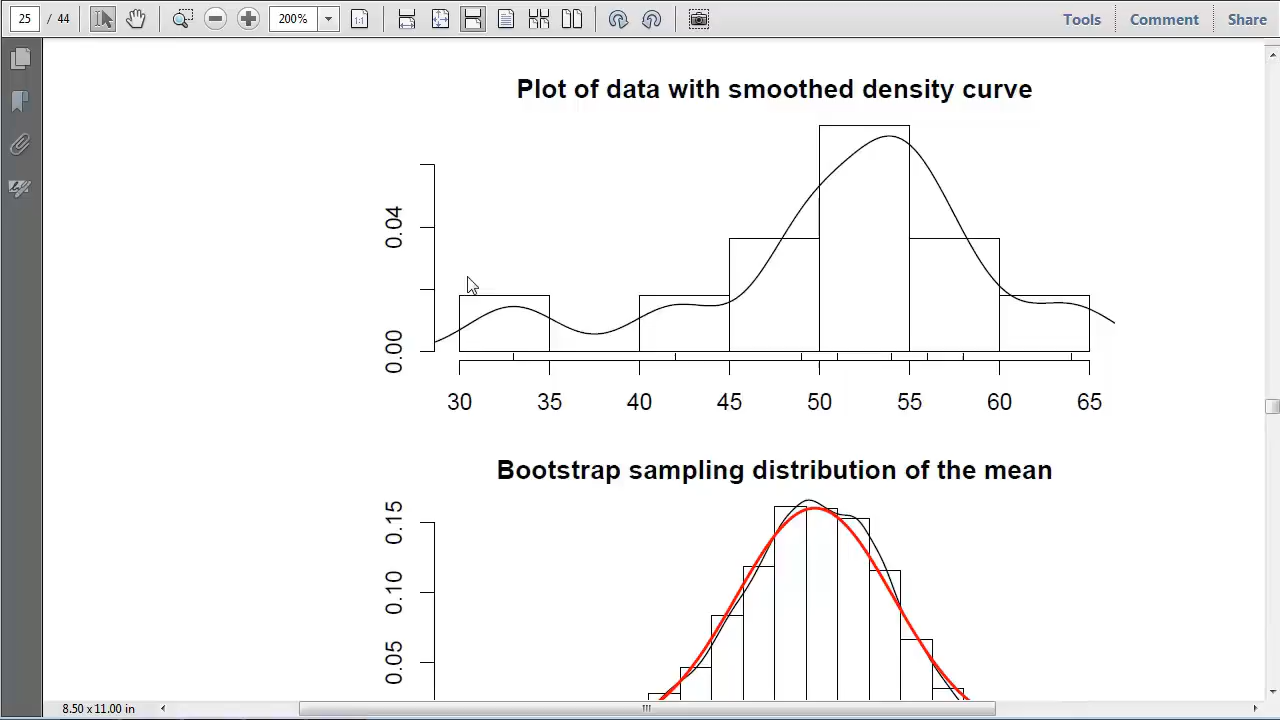 25 / 44 1:1 200% Tools Comment Share
Plot of data with smoothed density curve
0.04
0.00
30 35 40 45 50 55 60 65
Bootstrap sampling distribution of the mean
0.15
0.10
0.05
8.50 x 11.00 in